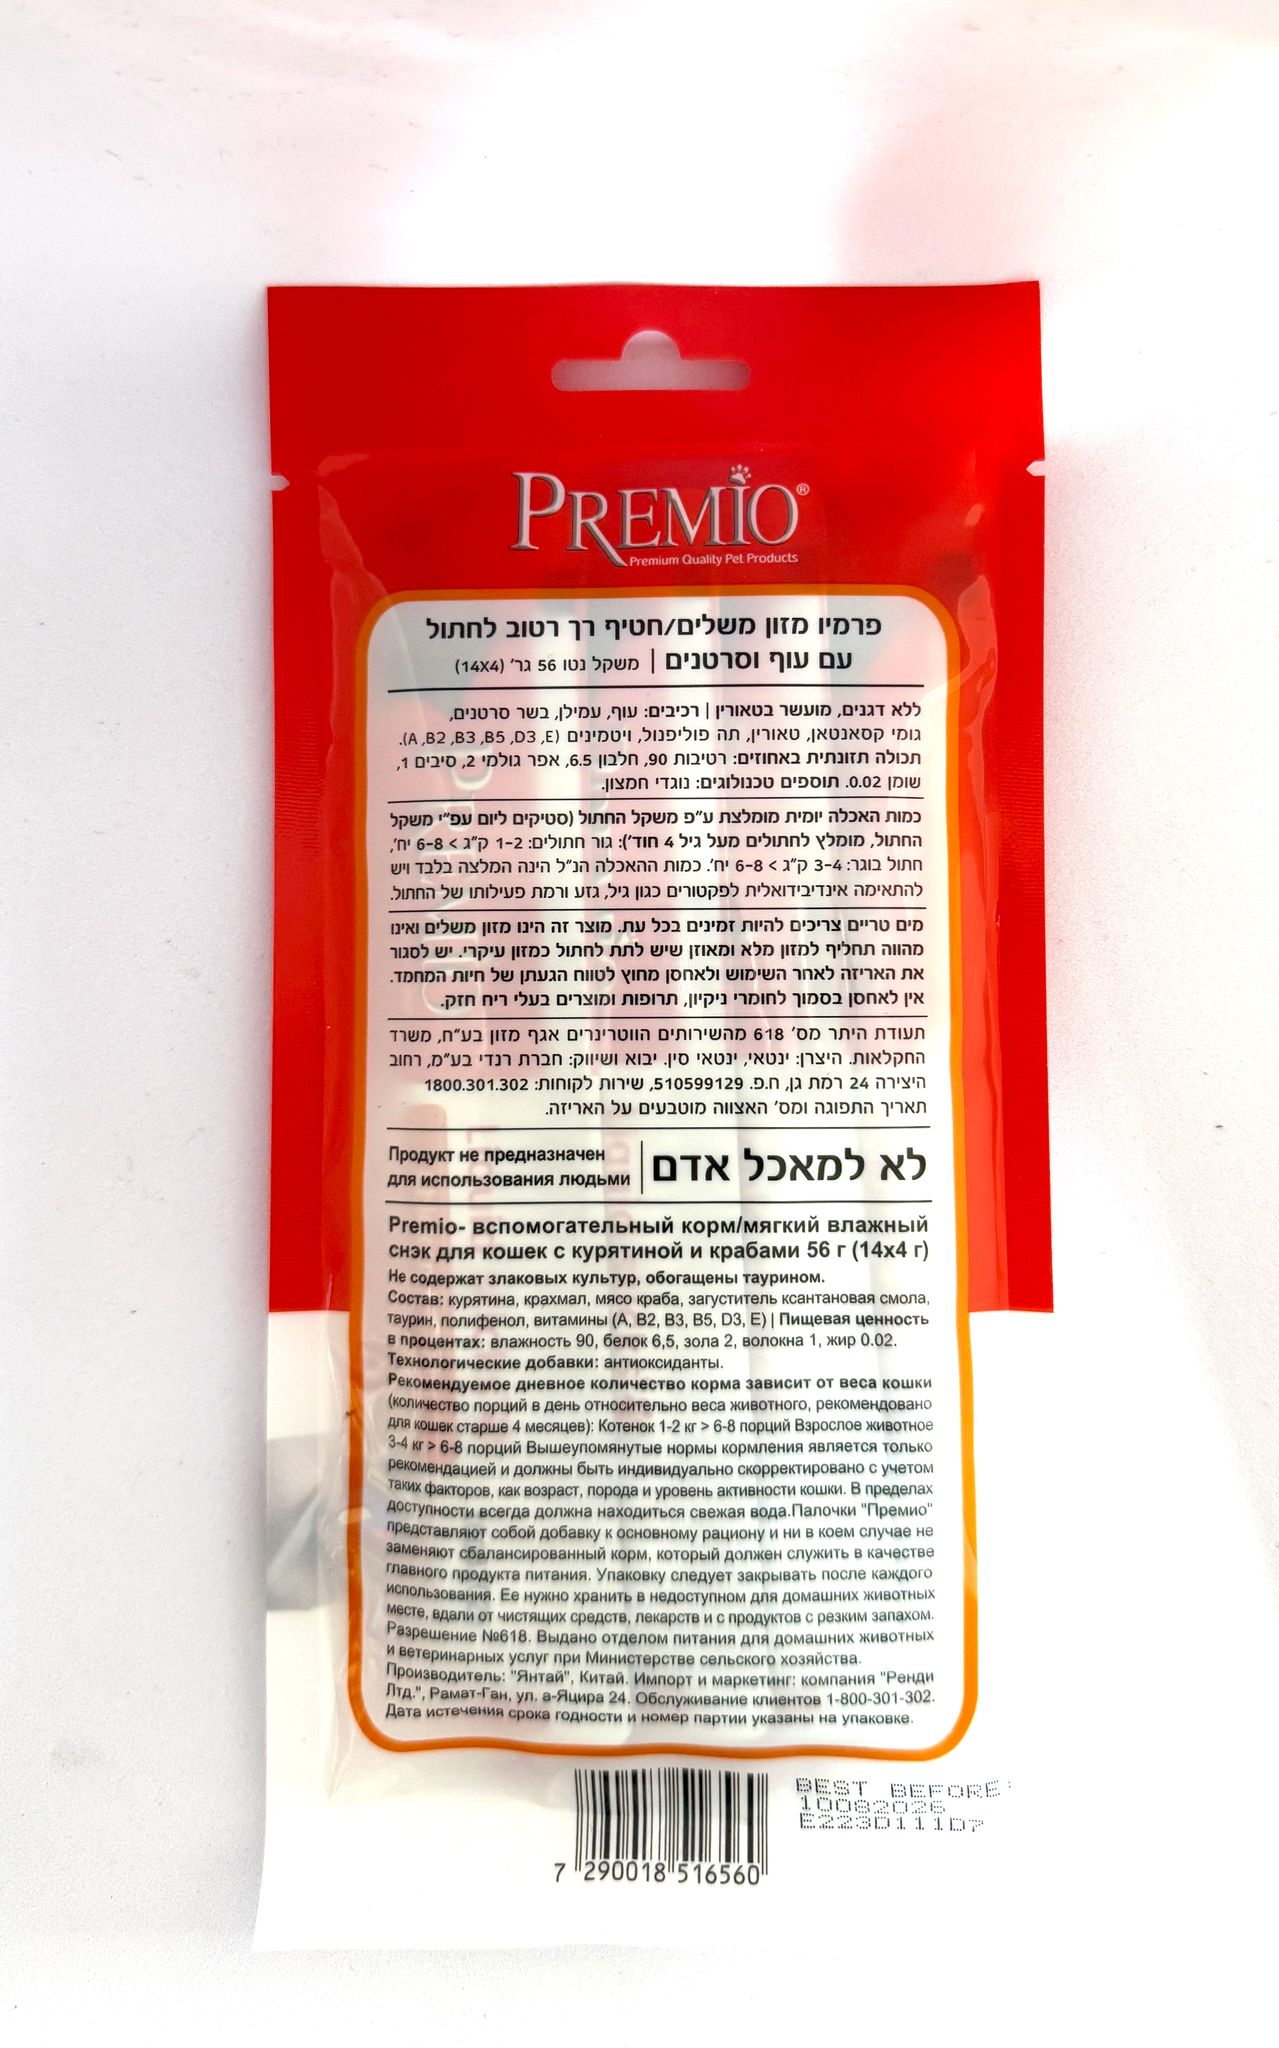 PREMIO®
Premium Quality Pet Products
פרמיו מזון משלים/חטיף רך רטוב לחתול
עם עוף וסרטנים | משקל נטו 56 גר' (14X4)
ללא דגנים, מועשר בטאורין | רכיבים: עוף, עמילן, בשר סרטנים,
גומי קסאנטאן, טאורין, תה פוליפנול, ויטמינים (A ,B2 ,B3 ,B5 ,D3 ,E).
תכולה תזונתית באחוזים: רטיבות 90, חלבון 6.5, אפר גולמי 2, סיבים 1,
שומן 0.02. תוספים טכנולוגים: נוגדי חמצון.
כמות האכלה יומית מומלצת ע"פ משקל החתול (סטיקים ליום עפ"י משקל
החתול, מומלץ לחתולים מעל גיל 4 חוד'): גור חתולים: 1-2 ק"ג > 6-8 יח',
חתול בוגר: 3-4 ק"ג > 6-8 יח'. כמות ההאכלה הנ"ל הינה המלצה בלבד ויש
להתאימה אינדיבידואלית לפקטורים כגון גיל, גזע ורמת פעילותו של החתול.
מים טריים צריכים להיות זמינים בכל עת. מוצר זה הינו מזון משלים ואינו
מהווה תחליף למזון מלא ומאוזן שיש לתת לחתול כמזון עיקרי. יש לסגור
את האריזה לאחר השימוש ולאחסן מחוץ לטווח הגעתן של חיות המחמד.
אין לאחסן בסמוך לחומרי ניקיון, תרופות ומוצרים בעלי ריח חזק.
תעודת היתר מס' 618 מהשירותים הווטרינרים אגף מזון בע"ח, משרד
החקלאות. היצרן: ינטאי, ינטאי סין. יבוא ושיווק: חברת רנדי בע"מ, רחוב
היצירה 24 רמת גן, ח.פ. 510599129, שירות לקוחות: 1800.301.302
תאריך התפוגה ומס' האצווה מוטבעים על האריזה.
לא למאכל אדם
Продукт не предназначен
для использования людьми
Premio- вспомогательный корм/мягкий влажный
снэк для кошек с курятиной и крабами 56 г (14x4 г)
Не содержат злаковых культур, обогащены таурином.
Состав: курятина, крахмал, мясо краба, загуститель ксантановая смола,
таурин, полифенол, витамины (A, B2, B3, B5, D3, E) | Пищевая ценность
в процентах: влажность 90, белок 6,5, зола 2, волокна 1, жир 0.02.
Технологические добавки: антиоксиданты.
Рекомендуемое дневное количество корма зависит от веса кошки
(количество порций в день относительно веса животного, рекомендовано
для кошек старше 4 месяцев): Котенок 1-2 кг > 6-8 порций Взрослое животное
3-4 кг > 6-8 порций Вышеупомянутые нормы кормления является только
рекомендацией и должны быть индивидуально скорректировано с учетом
таких факторов, как возраст, порода и уровень активности кошки. В пределах
доступности всегда должна находиться свежая вода.Палочки "Премио"
представляют собой добавку к основному рациону и ни в коем случае не
заменяют сбалансированный корм, который должен служить в качестве
главного продукта питания. Упаковку следует закрывать после каждого
использования. Ее нужно хранить в недоступном для домашних животных
месте, вдали от чистящих средств, лекарств и с продуктов с резким запахом.
Разрешение №618. Выдано отделом питания для домашних животных
и ветеринарных услуг при Министерстве сельского хозяйства.
Производитель: "Янтай", Китай. Импорт и маркетинг: компания "Ренди
Лтд.", Рамат-Ган, ул. а-Яцира 24. Обслуживание клиентов 1-800-301-302.
Дата истечения срока годности и номер партии указаны на упаковке.
BEST BEFORE:
10082026
E223D111D7
7 290018 516560